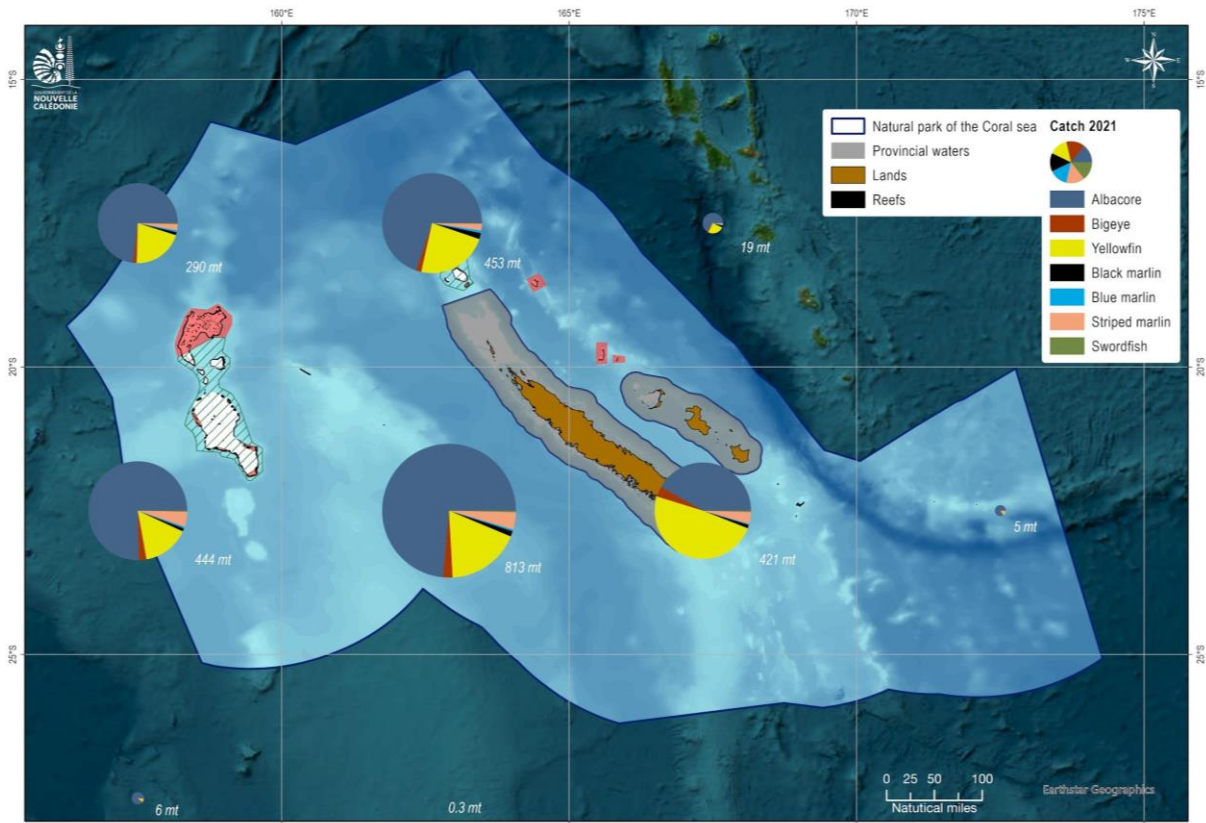 160°E
165°E
170°E
175°E
N
S
GOUVERNEMENT DE LA
NOUVELLE
CALÉDONIE
15°S
15°S
Natural park of the Coral sea
Provincial waters
Lands
Reefs
Catch 2021
Albacore
Bigeye
Yellowfin
Black marlin
Blue marlin
Striped marlin
Swordfish
290 mt
453 mt
19 mt
20°S
20°S
444 mt
813 mt
421 mt
5 mt
25°S
25°S
6 mt
0.3 mt
0 25 50 100
Natutical miles
Earthstar Geographics